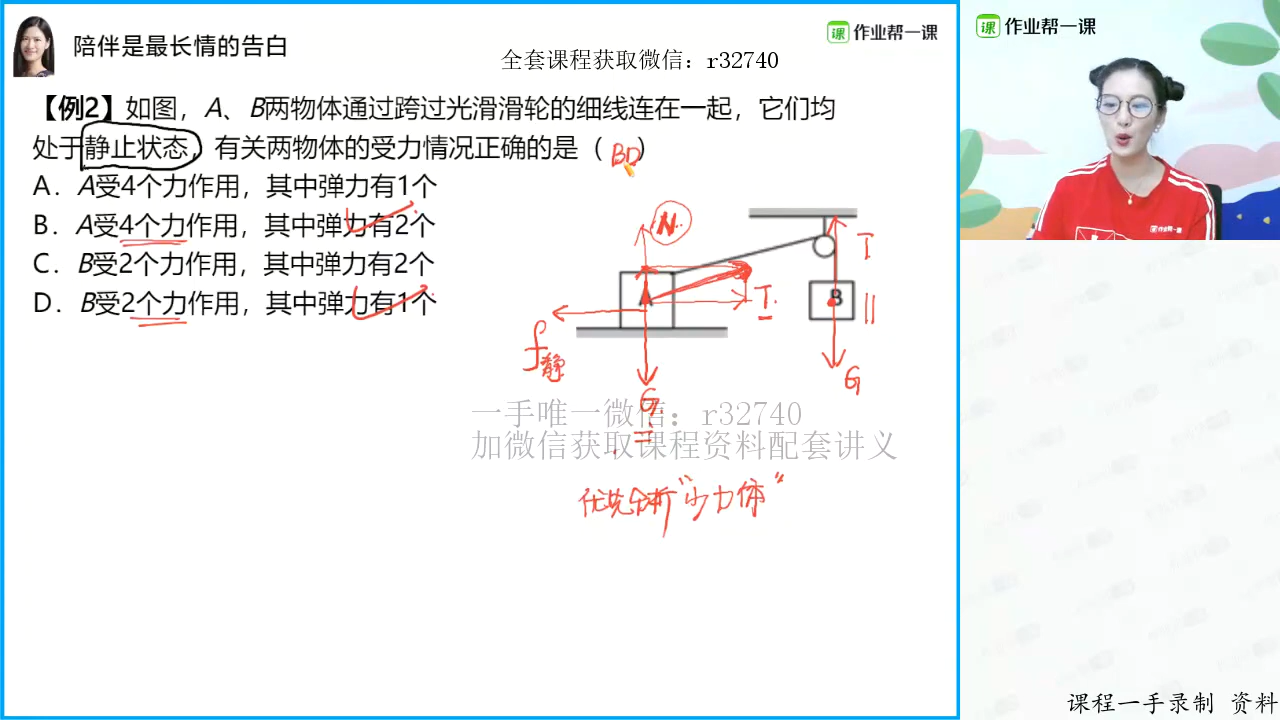 陪伴是最长情的告白
课 作业帮一课
课 作业帮一课
全套课程获取微信：r32740
【例2】如图，A、B两物体通过跨过光滑滑轮的细线连在一起，它们均
处于静止状态，有关两物体的受力情况正确的是（ BD ）
A．A受4个力作用，其中弹力有1个
B．A受4个力作用，其中弹力有2个
C．B受2个力作用，其中弹力有2个
D．B受2个力作用，其中弹力有1个
N
T
A
T
B
f静
G
G
一手唯一微信：r32740
加微信获取课程资料配套讲义
优先分析"少力体"
课程一手录制 资料